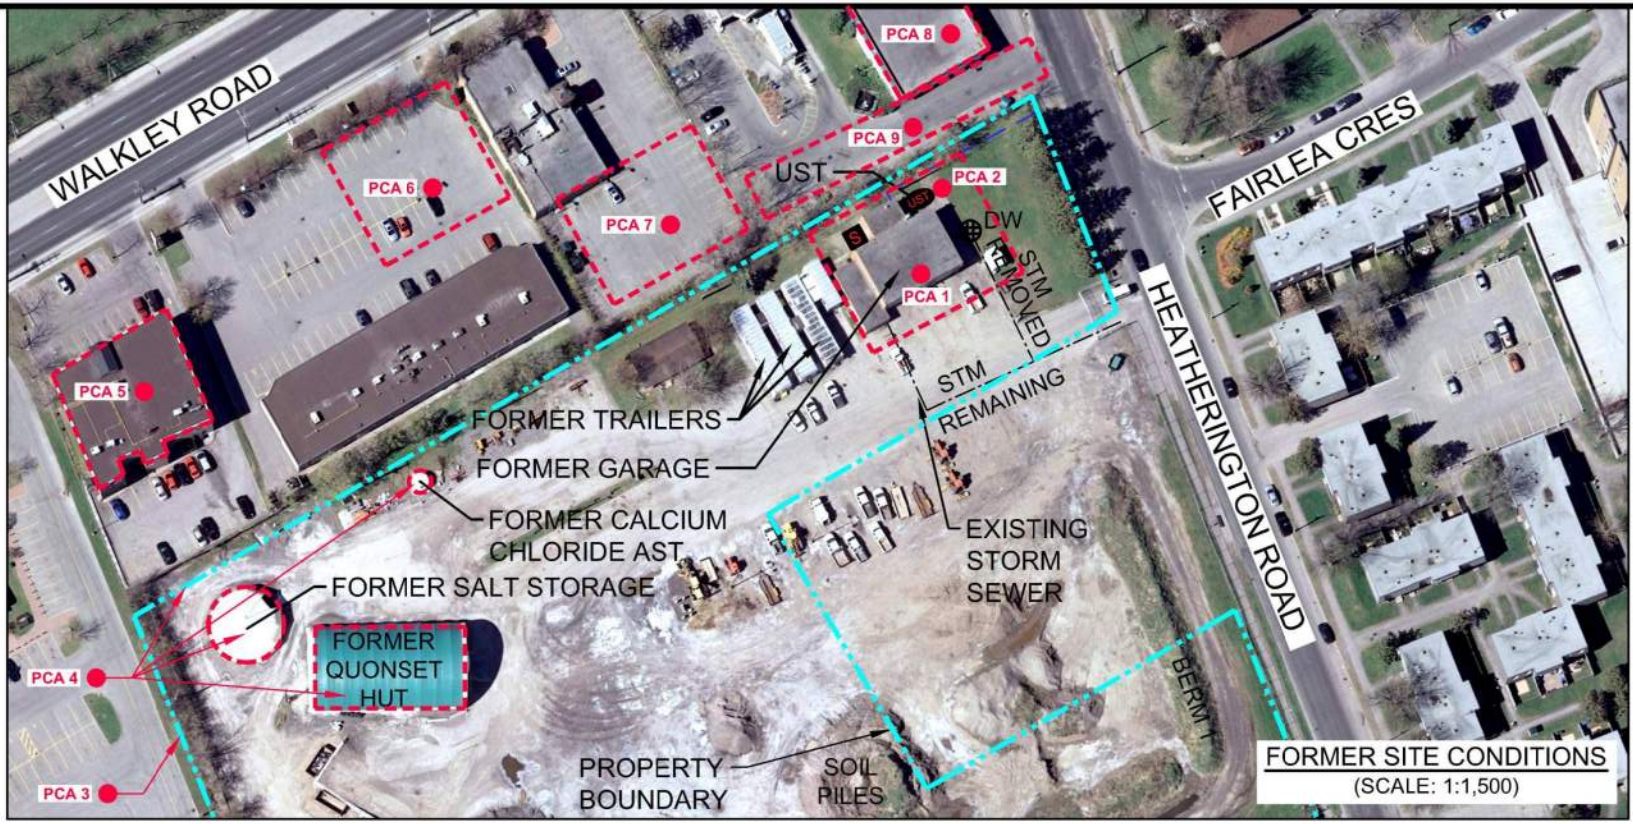 WALKLEY ROAD
PCA 8
PCA 9
FAIRLEA CRES
PCA 6
UST
UST
PCA 2
PCA 7
DW
S
STM
REMOVED
PCA 1
HEATHERINGTON ROAD
STM
REMAINING
PCA 5
FORMER TRAILERS
FORMER GARAGE
FORMER CALCIUM
CHLORIDE AST
EXISTING
STORM
SEWER
FORMER SALT STORAGE
FORMER
QUONSET
HUT
PCA 4
BERM 1
PROPERTY
BOUNDARY
SOIL
PILES
PCA 3
FORMER SITE CONDITIONS
(SCALE: 1:1,500)